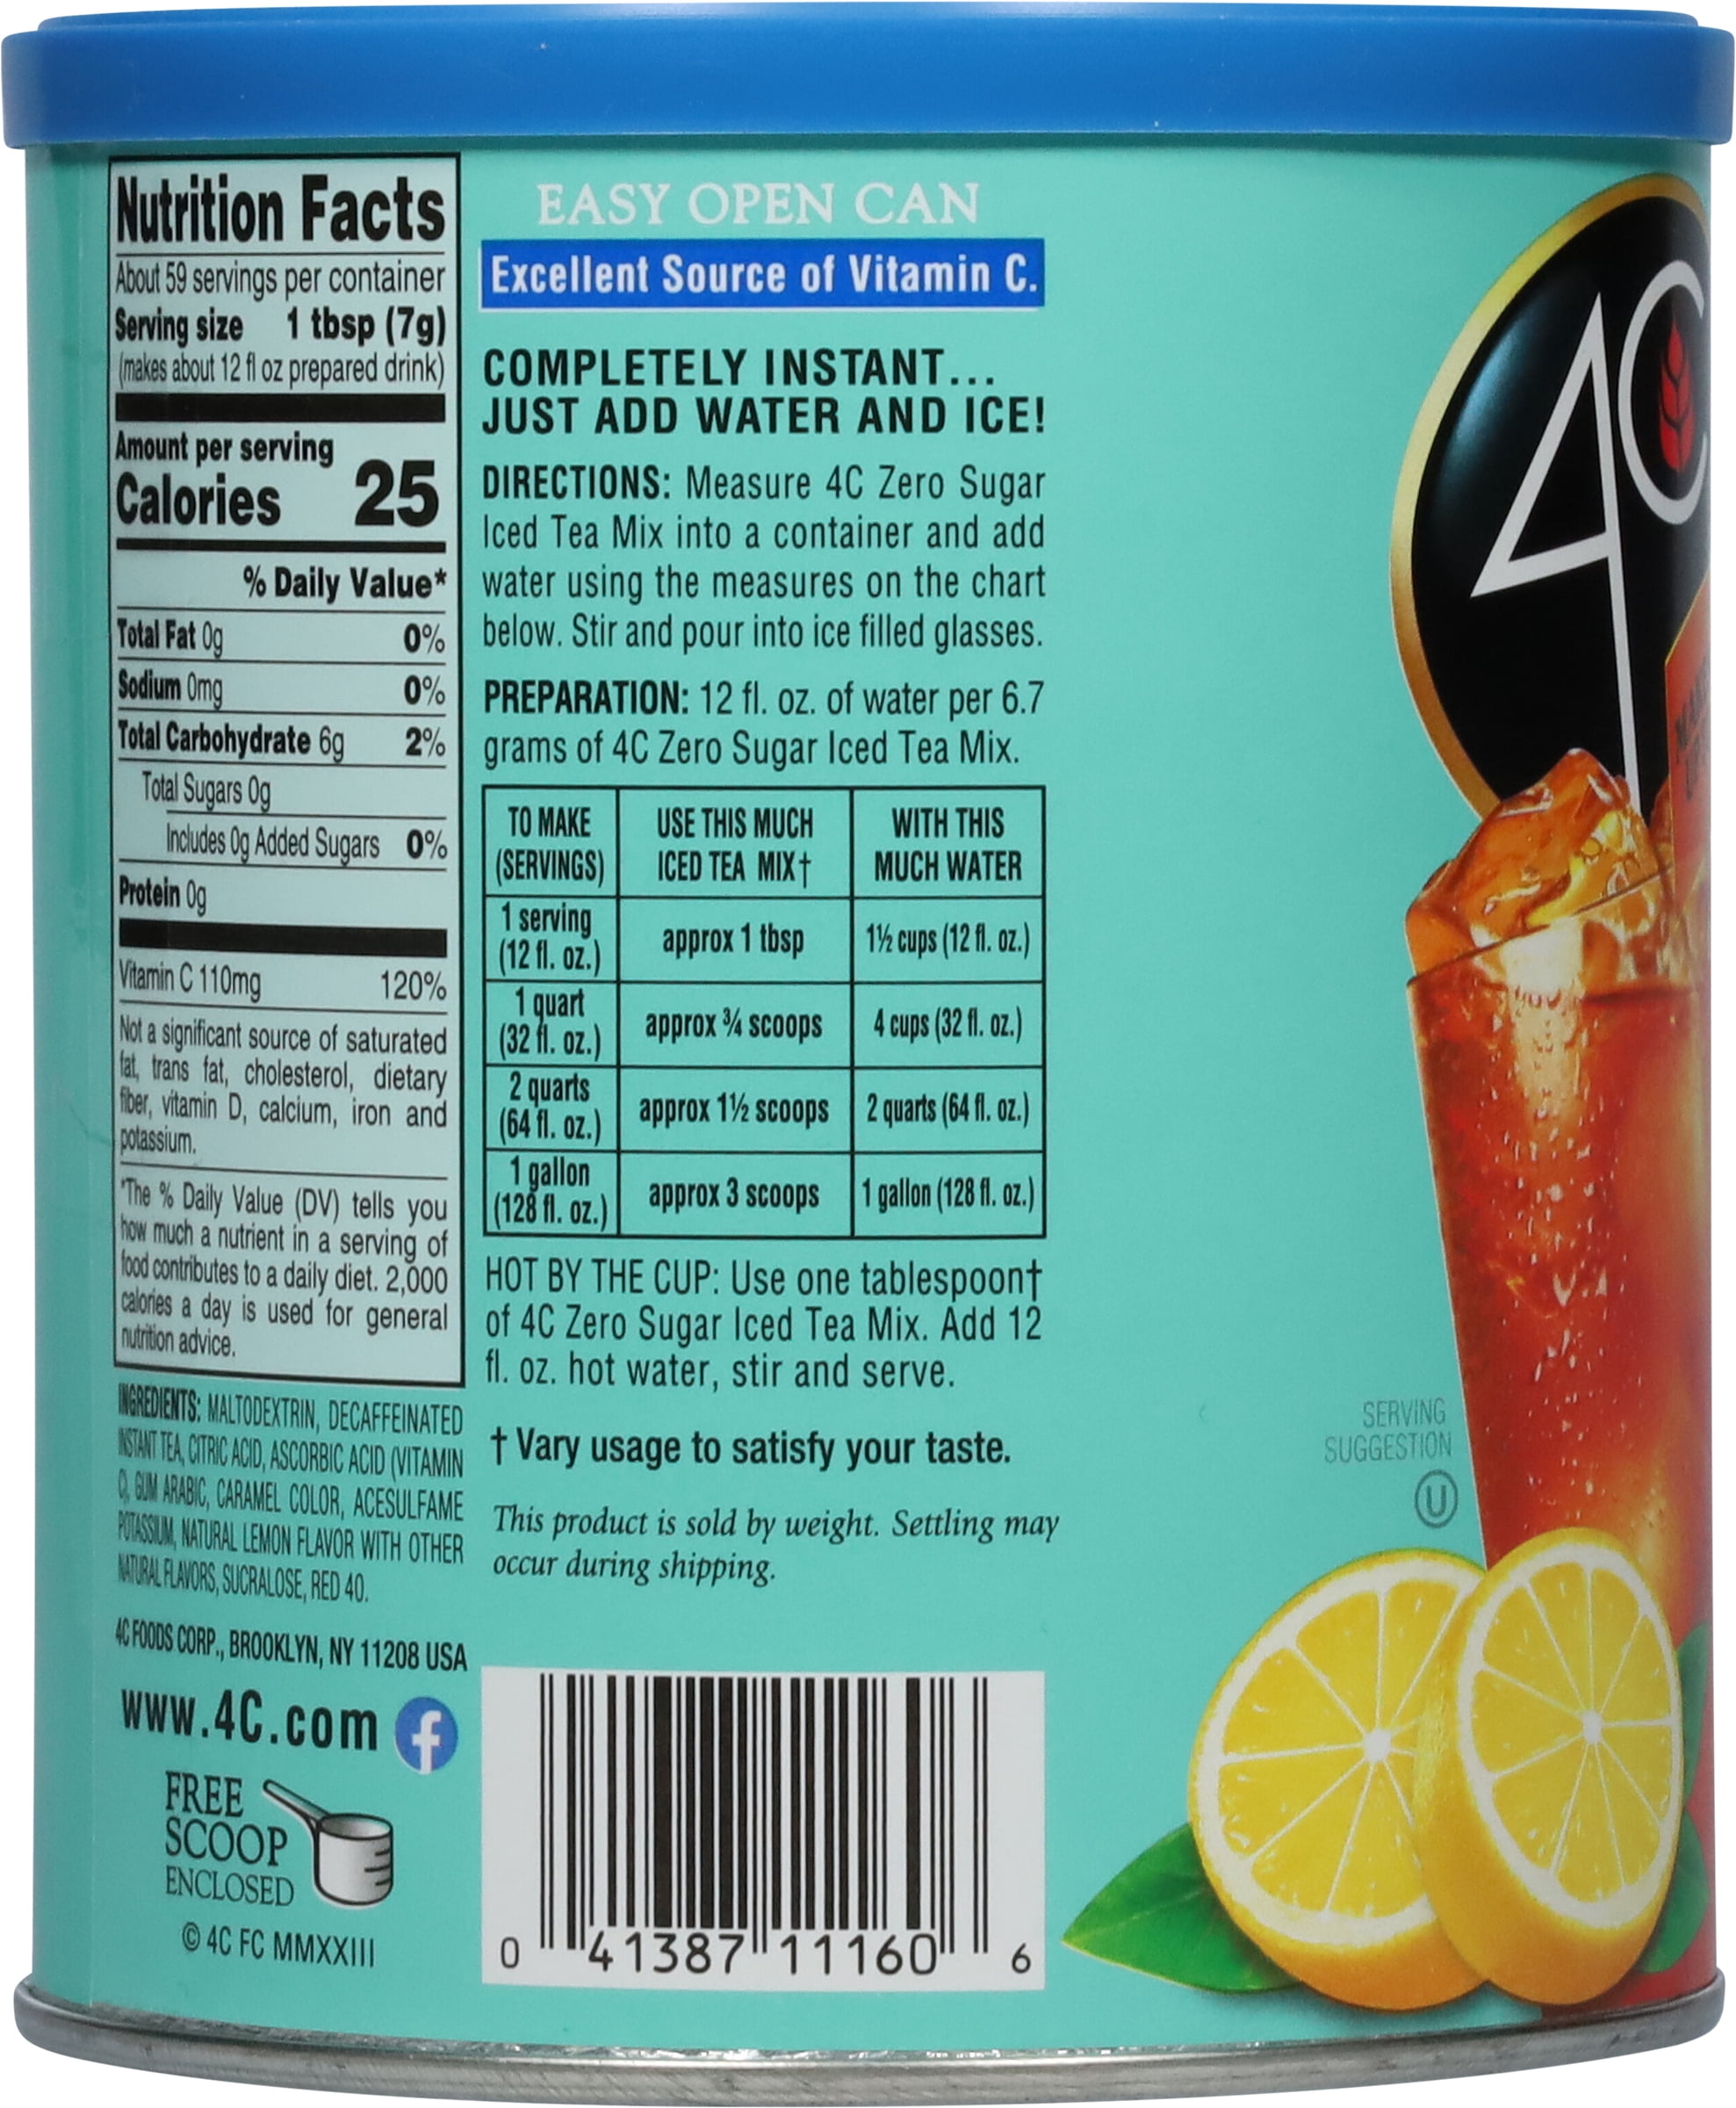 Nutrition Facts
About 59 servings per container
Serving size 1 tbsp (7g)
(makes about 12 fl oz prepared drink)
Amount per serving
Calories 25
% Daily Value*
Total Fat 0g 0%
Sodium 0mg 0%
Total Carbohydrate 6g 2%
Total Sugars 0g
Includes 0g Added Sugars 0%
Protein 0g
Vitamin C 110mg 120%
Not a significant source of saturated
fat, trans fat, cholesterol, dietary
fiber, vitamin D, calcium, iron and
potassium.
*The % Daily Value (DV) tells you
how much a nutrient in a serving of
food contributes to a daily diet. 2,000
calories a day is used for general
nutrition advice.
INGREDIENTS: MALTODEXTRIN, DECAFFEINATED
INSTANT TEA, CITRIC ACID, ASCORBIC ACID (VITAMIN
C), GUM ARABIC, CARAMEL COLOR, ACESULFAME
POTASSIUM, NATURAL LEMON FLAVOR WITH OTHER
NATURAL FLAVORS, SUCRALOSE, RED 40.
4C FOODS CORP., BROOKLYN, NY 11208 USA
www.4C.com f
FREE
SCOOP
ENCLOSED
© 4C FC MMXXIII
EASY OPEN CAN
Excellent Source of Vitamin C.
COMPLETELY INSTANT...
JUST ADD WATER AND ICE!
DIRECTIONS: Measure 4C Zero Sugar
Iced Tea Mix into a container and add
water using the measures on the chart
below. Stir and pour into ice filled glasses.
PREPARATION: 12 fl. oz. of water per 6.7
grams of 4C Zero Sugar Iced Tea Mix.
TO MAKE (SERVINGS) USE THIS MUCH ICED TEA MIX† WITH THIS MUCH WATER
1 serving (12 fl. oz.) approx 1 tbsp 1½ cups (12 fl. oz.)
1 quart (32 fl. oz.) approx ¾ scoops 4 cups (32 fl. oz.)
2 quarts (64 fl. oz.) approx 1½ scoops 2 quarts (64 fl. oz.)
1 gallon (128 fl. oz.) approx 3 scoops 1 gallon (128 fl. oz.)
HOT BY THE CUP: Use one tablespoon†
of 4C Zero Sugar Iced Tea Mix. Add 12
fl. oz. hot water, stir and serve.
† Vary usage to satisfy your taste.
This product is sold by weight. Settling may
occur during shipping.
0 41387 11160 6
4C
SERVING
SUGGESTION
U